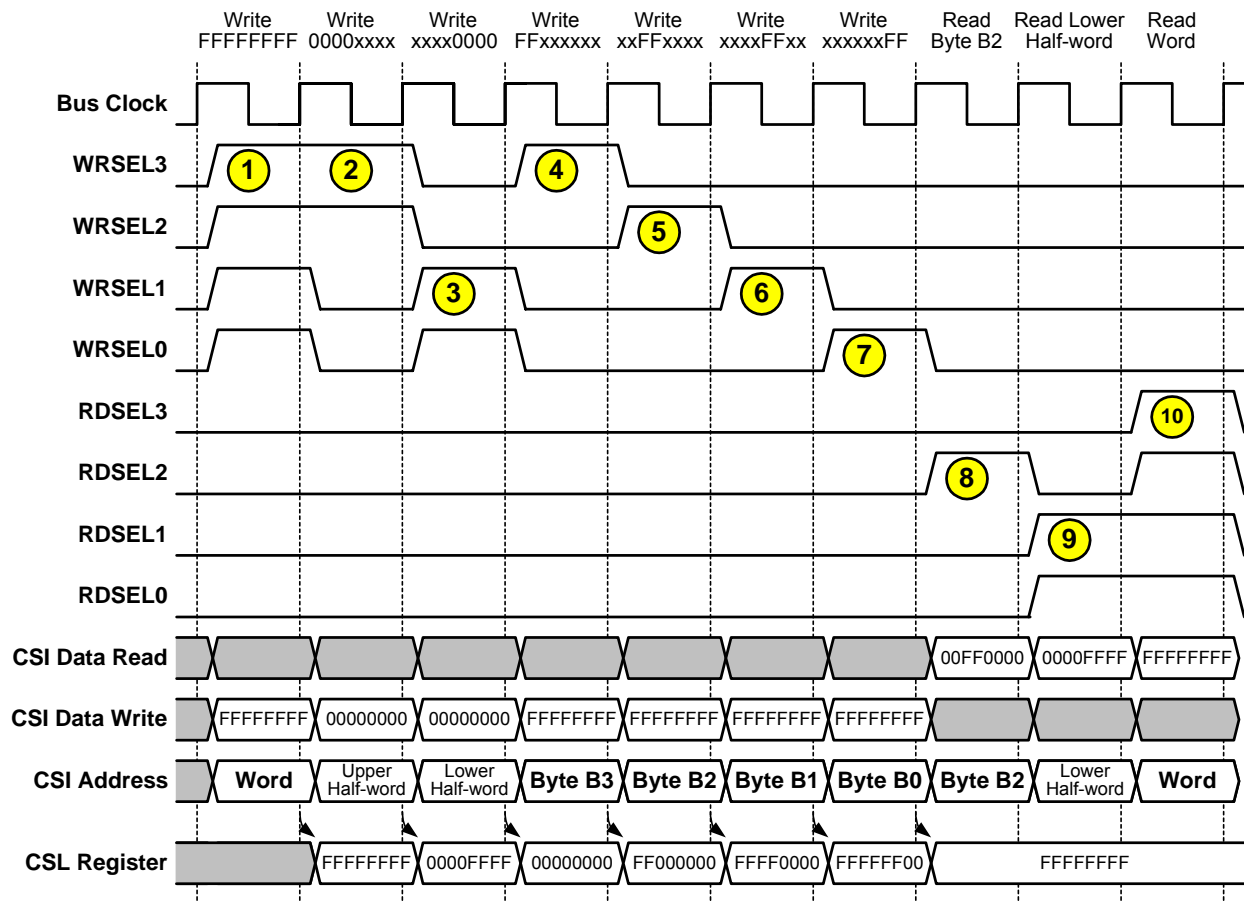 Write Write Write Write Write Write Write Read Read Lower Read
FFFFFFFF 0000xxxx xxxx0000 FFxxxxxx xxFFxxxx xxxxFFxx xxxxxxFF Byte B2 Half-word Word
Bus Clock
WRSEL3 1 2 4
WRSEL2 5
WRSEL1 3 6
WRSEL0 7
RDSEL3 10
RDSEL2 8
RDSEL1 9
RDSEL0
CSI Data Read 00FF0000 0000FFFF FFFFFFFF
CSI Data Write FFFFFFFF 00000000 00000000 FFFFFFFF FFFFFFFF FFFFFFFF FFFFFFFF
CSI Address Word Upper Half-word Lower Half-word Byte B3 Byte B2 Byte B1 Byte B0 Byte B2 Lower Half-word Word
CSL Register FFFFFFFF 0000FFFF 00000000 FF000000 FFFF0000 FFFFFF00 FFFFFFFF